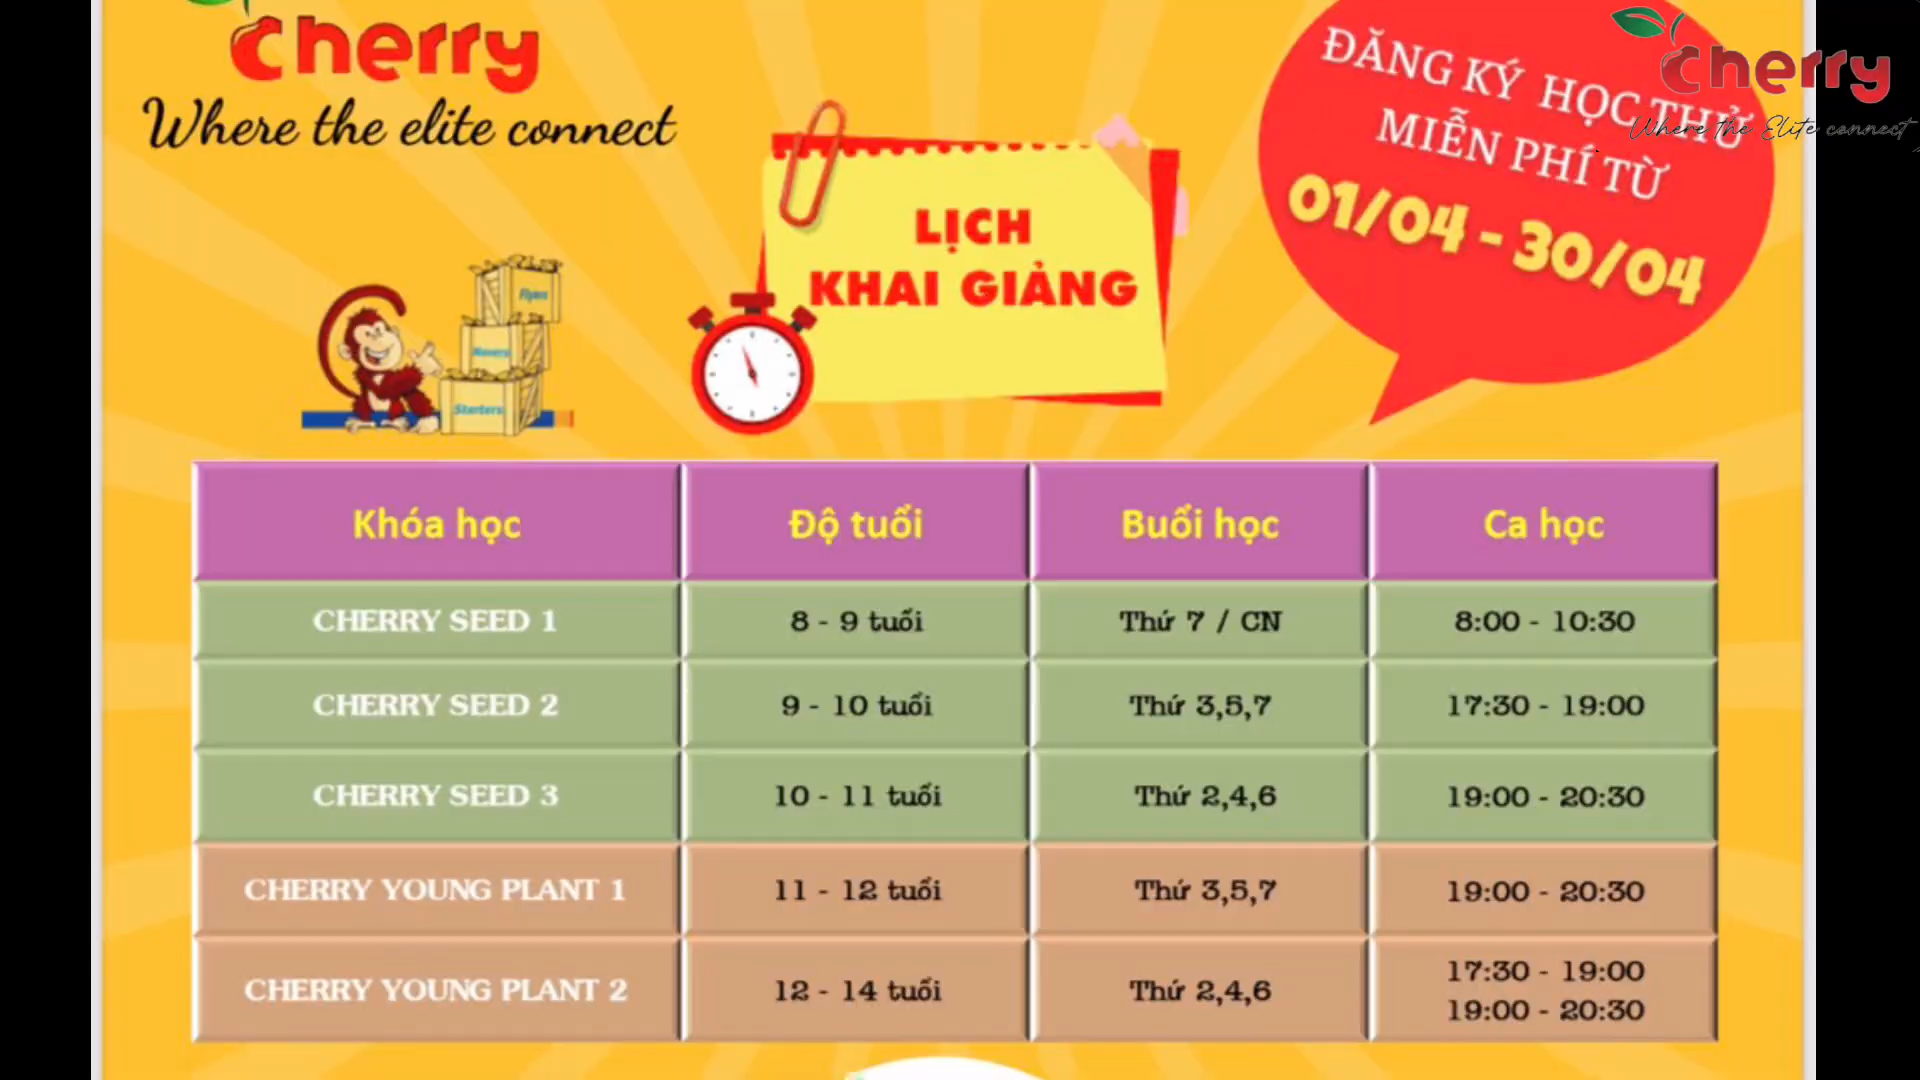 Cherry
Where the elite connect
LỊCH
KHAI GIẢNG
ĐĂNG KÝ HỌC THỬ
MIỄN PHÍ TỪ
01/04 - 30/04
Cherry
Where the Elite connect
Flyers
Movers
Starters
Khóa học Độ tuổi Buổi học Ca học
CHERRY SEED 1 8 - 9 tuổi Thứ 7 / CN 8:00 - 10:30
CHERRY SEED 2 9 - 10 tuổi Thứ 3,5,7 17:30 - 19:00
CHERRY SEED 3 10 - 11 tuổi Thứ 2,4,6 19:00 - 20:30
CHERRY YOUNG PLANT 1 11 - 12 tuổi Thứ 3,5,7 19:00 - 20:30
CHERRY YOUNG PLANT 2 12 - 14 tuổi Thứ 2,4,6 17:30 - 19:00
19:00 - 20:30